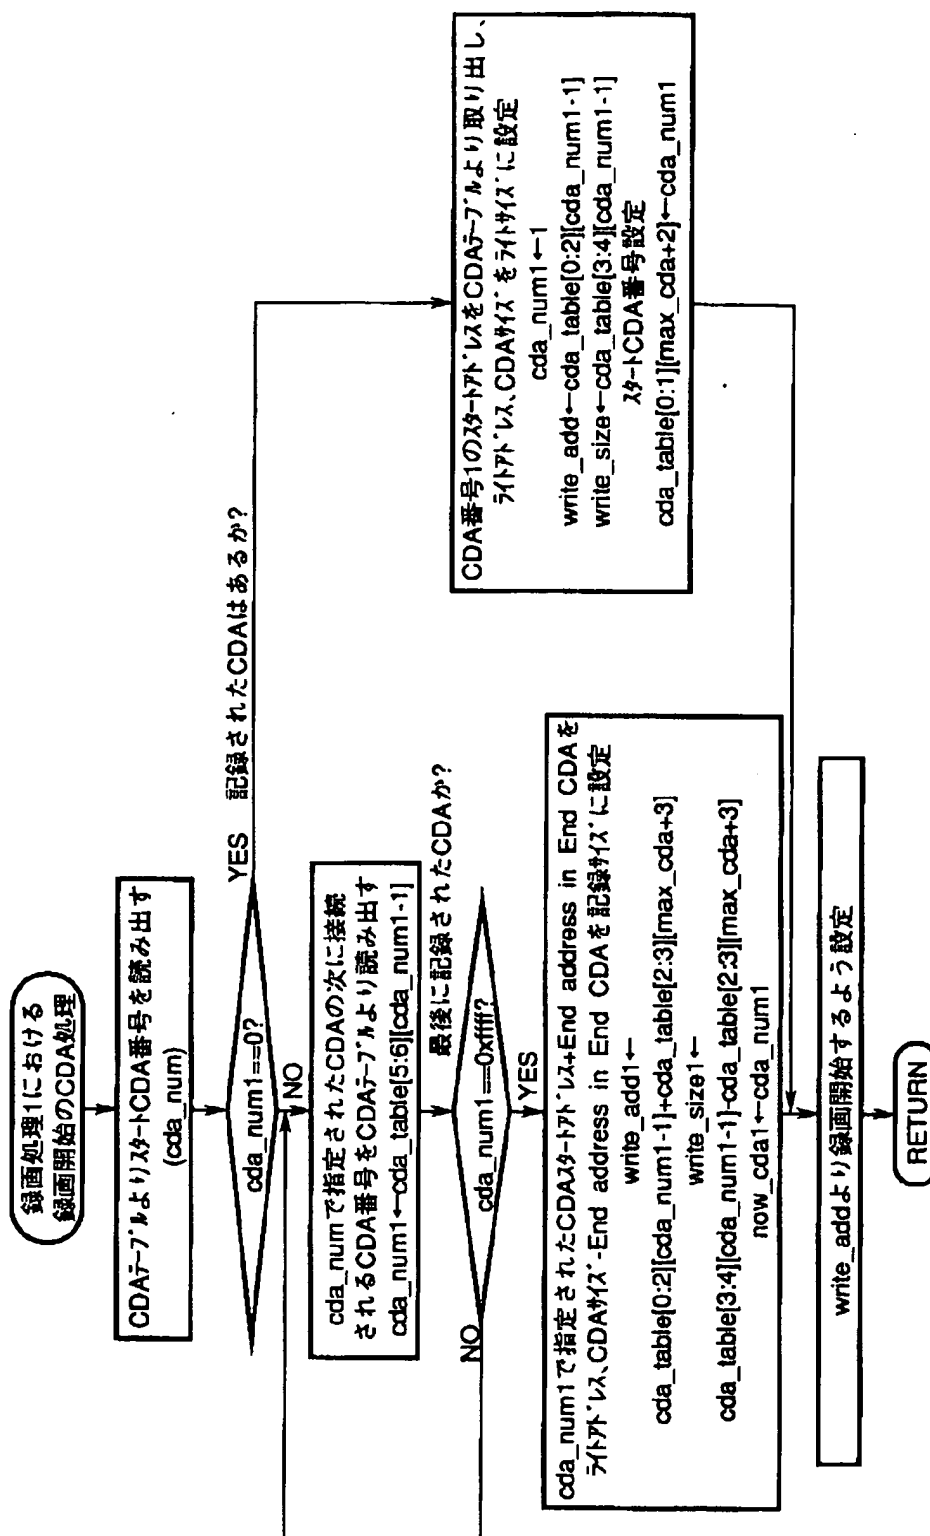 録画処理1における
録画開始のCDA処理
CDAテーブルよりスタートCDA番号を読み出す
(cda_num)
cda_num1==0?
YES
記録されたCDAはあるか?
NO
cda_numで指定されたCDAの次に接続
されるCDA番号をCDAテーブルより読み出す
cda_num1←cda_table[5:6][cda_num1-1]
最後に記録されたCDAか?
cda_num1==0xffff?
NO
YES
cda_num1で指定されたCDAスタートアドレス+End address in End CDAを
ライトアドレス、CDAサイズ-End address in End CDAを記録サイズに設定
write_add1←
cda_table[0:2][cda_num1-1]+cda_table[2:3][max_cda+3]
write_size1←
cda_table[3:4][cda_num1-1]-cda_table[2:3][max_cda+3]
now_cda1←cda_num1
CDA番号1のスタートアドレスをCDAテーブルより取り出し、
ライトアドレス、CDAサイズをライトサイズに設定
cda_num1←1
write_add←cda_table[0:2][cda_num1-1]
write_size←cda_table[3:4][cda_num1-1]
スタートCDA番号設定
cda_table[0:1][max_cda+2]←cda_num1
write_addより録画開始するよう設定
RETURN